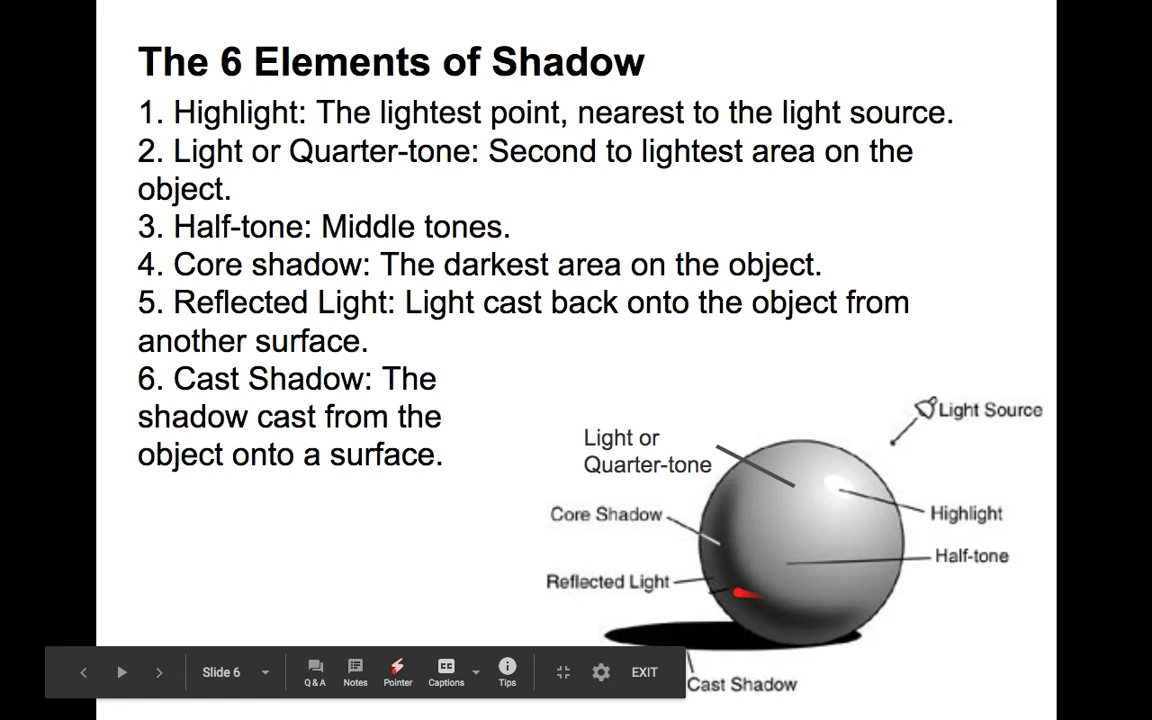 The 6 Elements of Shadow
1. Highlight: The lightest point, nearest to the light source.
2. Light or Quarter-tone: Second to lightest area on the
object.
3. Half-tone: Middle tones.
4. Core shadow: The darkest area on the object.
5. Reflected Light: Light cast back onto the object from
another surface.
6. Cast Shadow: The
shadow cast from the
object onto a surface.
Light Source
Light or
Quarter-tone
Core Shadow
Highlight
Half-tone
Reflected Light
Cast Shadow
Slide 6
Q&A
Notes
Pointer
CC
Captions
Tips
EXIT